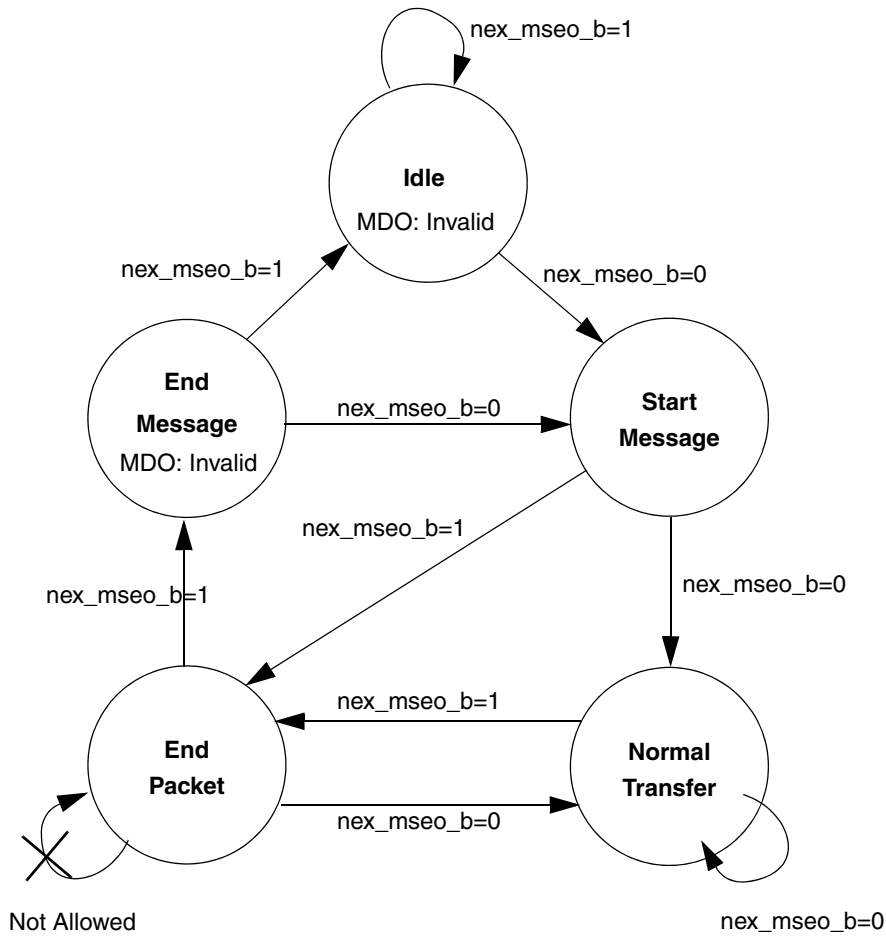 nex_mseo_b=1
Idle
MDO: Invalid
nex_mseo_b=1
nex_mseo_b=0
End
Message
MDO: Invalid
nex_mseo_b=0
Start
Message
nex_mseo_b=1
nex_mseo_b=0
nex_mseo_b=1
nex_mseo_b=1
End
Packet
Normal
Transfer
nex_mseo_b=0
Not Allowed
nex_mseo_b=0